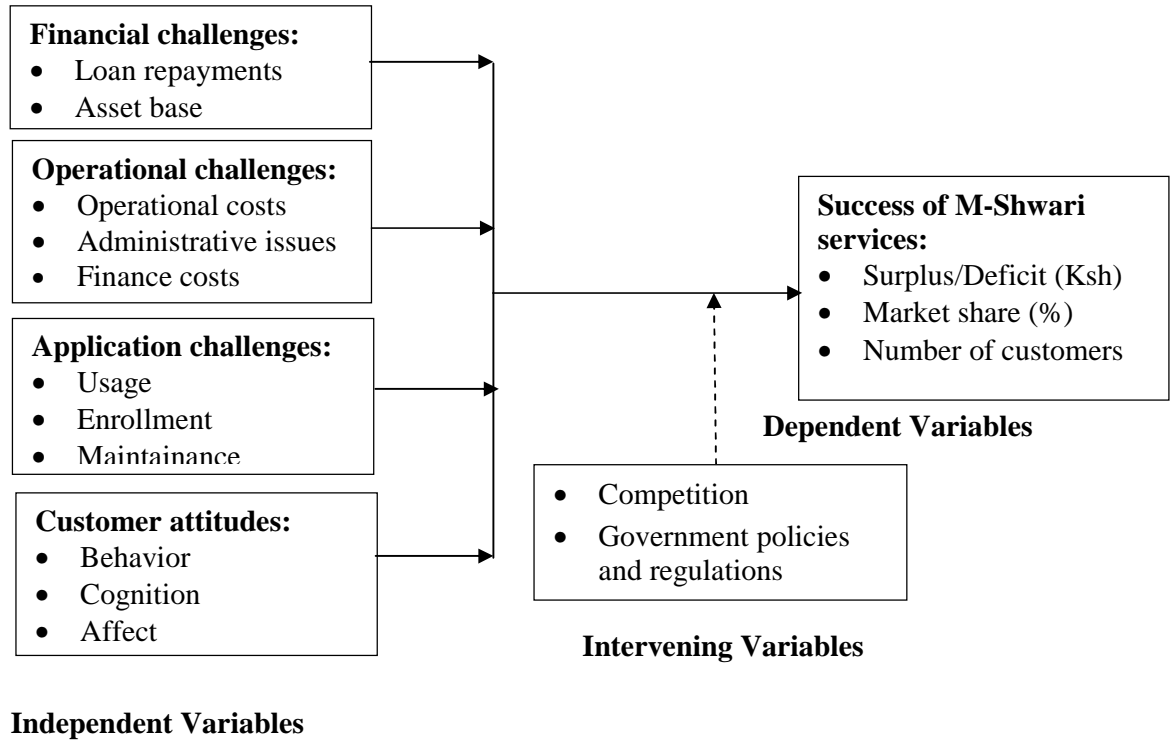 Financial challenges:
• Loan repayments
• Asset base
Operational challenges:
• Operational costs
• Administrative issues
• Finance costs
Application challenges:
• Usage
• Enrollment
• Maintainance
Customer attitudes:
• Behavior
• Cognition
• Affect
Independent Variables
Success of M-Shwari
services:
• Surplus/Deficit (Ksh)
• Market share (%)
• Number of customers
Dependent Variables
• Competition
• Government policies
and regulations
Intervening Variables